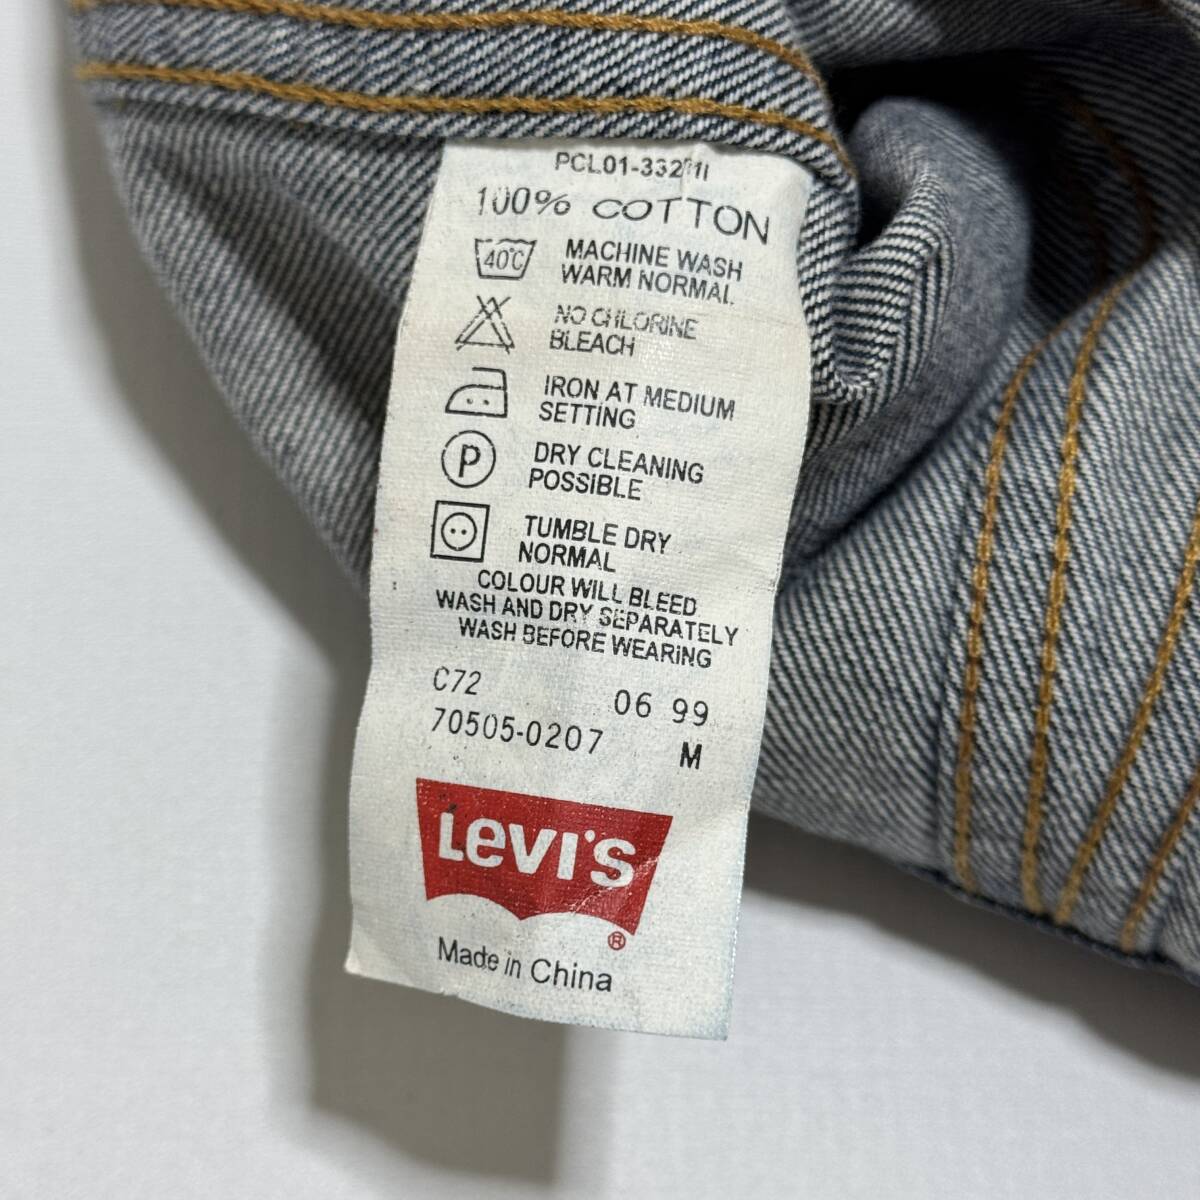 100% COTTON
40°C MACHINE WASH
WARM NORMAL
NO CHLORINE
BLEACH
IRON AT MEDIUM
SETTING
P DRY CLEANING
POSSIBLE
TUMBLE DRY
NORMAL
COLOUR WILL BLEED
WASH AND DRY SEPARATELY
WASH BEFORE WEARING
C72 06 99
70505-0207 M
Levi's
®
Made in China